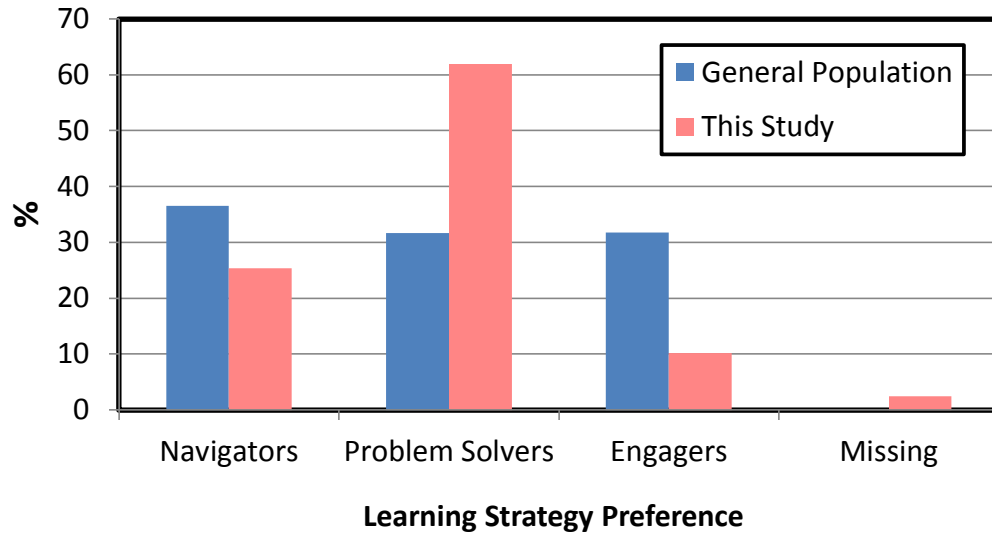 70
60
50
40
30
20
10
0
%
General Population
This Study
Navigators
Problem Solvers
Engagers
Missing
Learning Strategy Preference